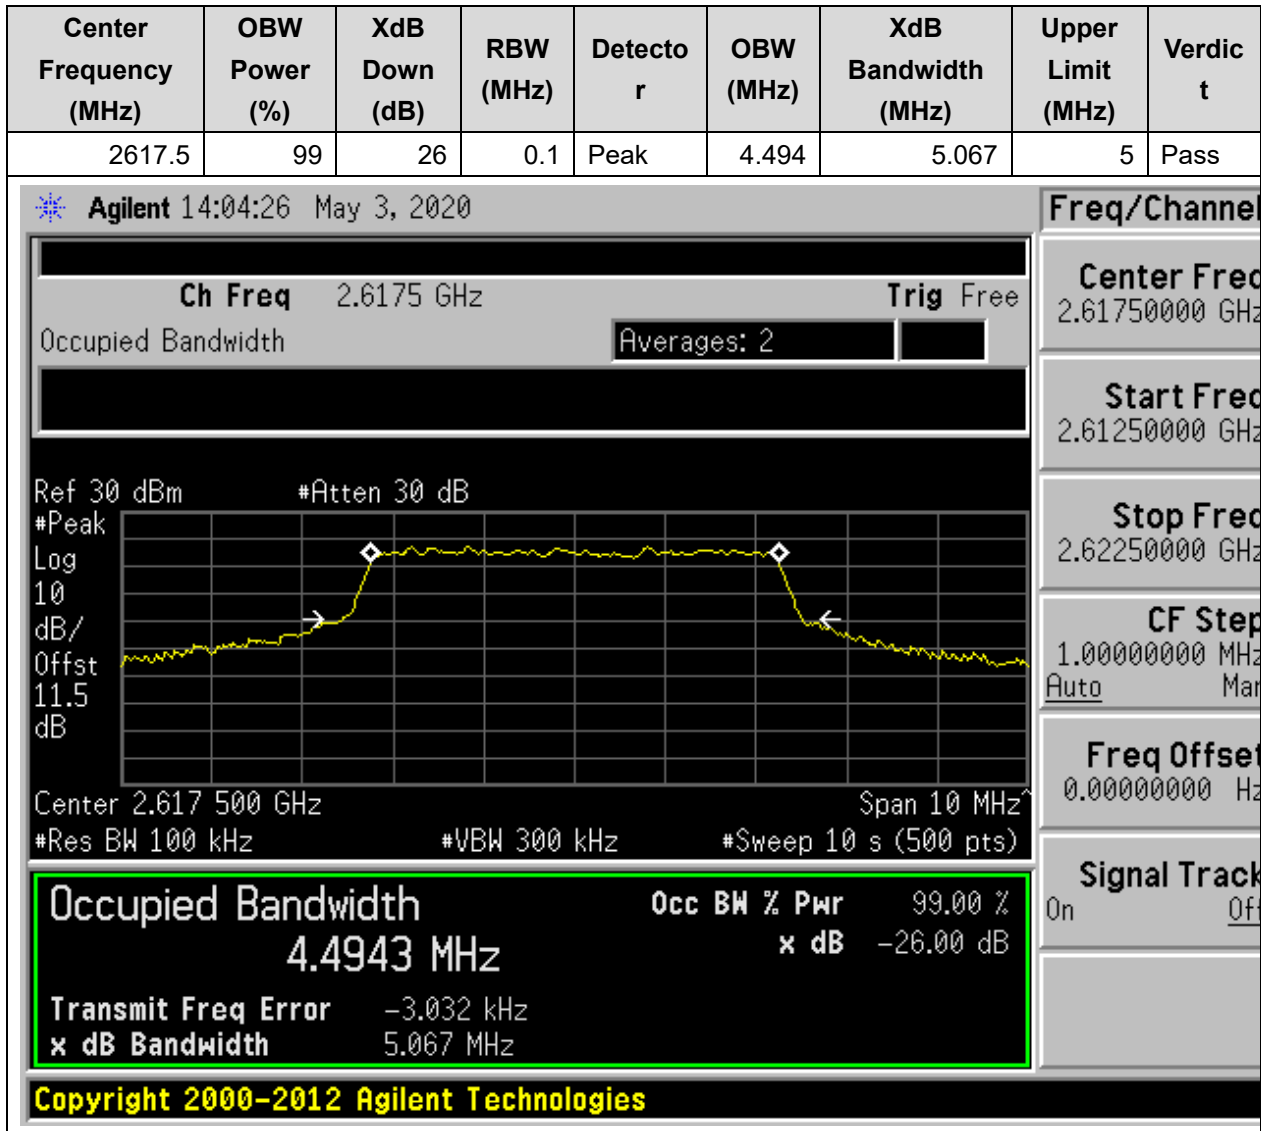 Center Frequency (MHz) OBW Power (%) XdB Down (dB) RBW (MHz) Detecto r OBW (MHz) XdB Bandwidth (MHz) Upper Limit (MHz) Verdic t
2617.5 99 26 0.1 Peak 4.494 5.067 5 Pass
Agilent 14:04:26 May 3, 2020
Freq/Channel
Ch Freq 2.6175 GHz Trig Free
Occupied Bandwidth Averages: 2
Center Freq
2.61750000 GHz
Start Freq
2.61250000 GHz
Stop Freq
2.62250000 GHz
CF Step
1.00000000 MHz
Auto Man
Freq Offset
0.00000000 Hz
Signal Track
On Off
Ref 30 dBm #Atten 30 dB
#Peak
Log
10
dB/
Offst
11.5
dB
Center 2.617 500 GHz Span 10 MHz^
#Res BW 100 kHz #VBW 300 kHz #Sweep 10 s (500 pts)
Occupied Bandwidth Occ BW % Pwr 99.00 %
4.4943 MHz x dB -26.00 dB
Transmit Freq Error -3.032 kHz
x dB Bandwidth 5.067 MHz
Copyright 2000-2012 Agilent Technologies